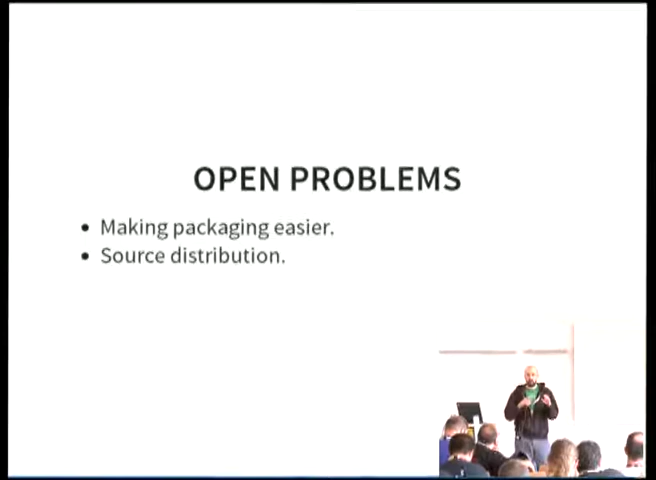 OPEN PROBLEMS
Making packaging easier.
Source distribution.